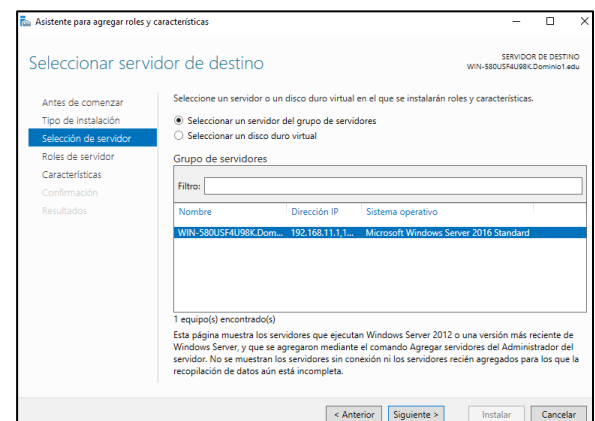 Asistente para agregar roles y características
Seleccionar servidor de destino
SERVIDOR DE DESTINO
WIN-580USF4U98K.Dominio1.edu
Antes de comenzar
Tipo de instalación
Selección de servidor
Roles de servidor
Características
Confirmación
Resultados
Seleccione un servidor o un disco duro virtual en el que se instalarán roles y características.
Seleccionar un servidor del grupo de servidores
Seleccionar un disco duro virtual
Grupo de servidores
Filtro:
Nombre Dirección IP Sistema operativo
WIN-580USF4U98K.Dom... 192.168.11.1,1... Microsoft Windows Server 2016 Standard
1 equipo(s) encontrado(s)
Esta página muestra los servidores que ejecutan Windows Server 2012 o una versión más reciente de
Windows Server, y que se agregaron mediante el comando Agregar servidores del Administrador del
servidor. No se muestran los servidores sin conexión ni los servidores recién agregados para los que la
recopilación de datos aún está incompleta.
< Anterior Siguiente > Instalar Cancelar